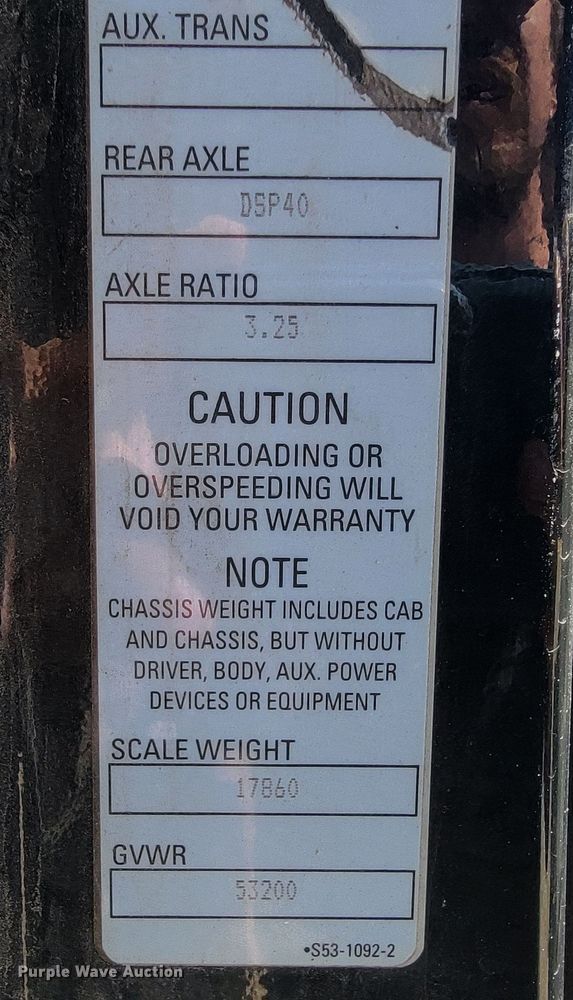 AUX. TRANS
REAR AXLE
DSP40
AXLE RATIO
3.25
CAUTION
OVERLOADING OR
OVERSPEEDING WILL
VOID YOUR WARRANTY
NOTE
CHASSIS WEIGHT INCLUDES CAB
AND CHASSIS, BUT WITHOUT
DRIVER, BODY, AUX. POWER
DEVICES OR EQUIPMENT
SCALE WEIGHT
17860
GVWR
53200
•S53-1092-2
Purple Wave Auction